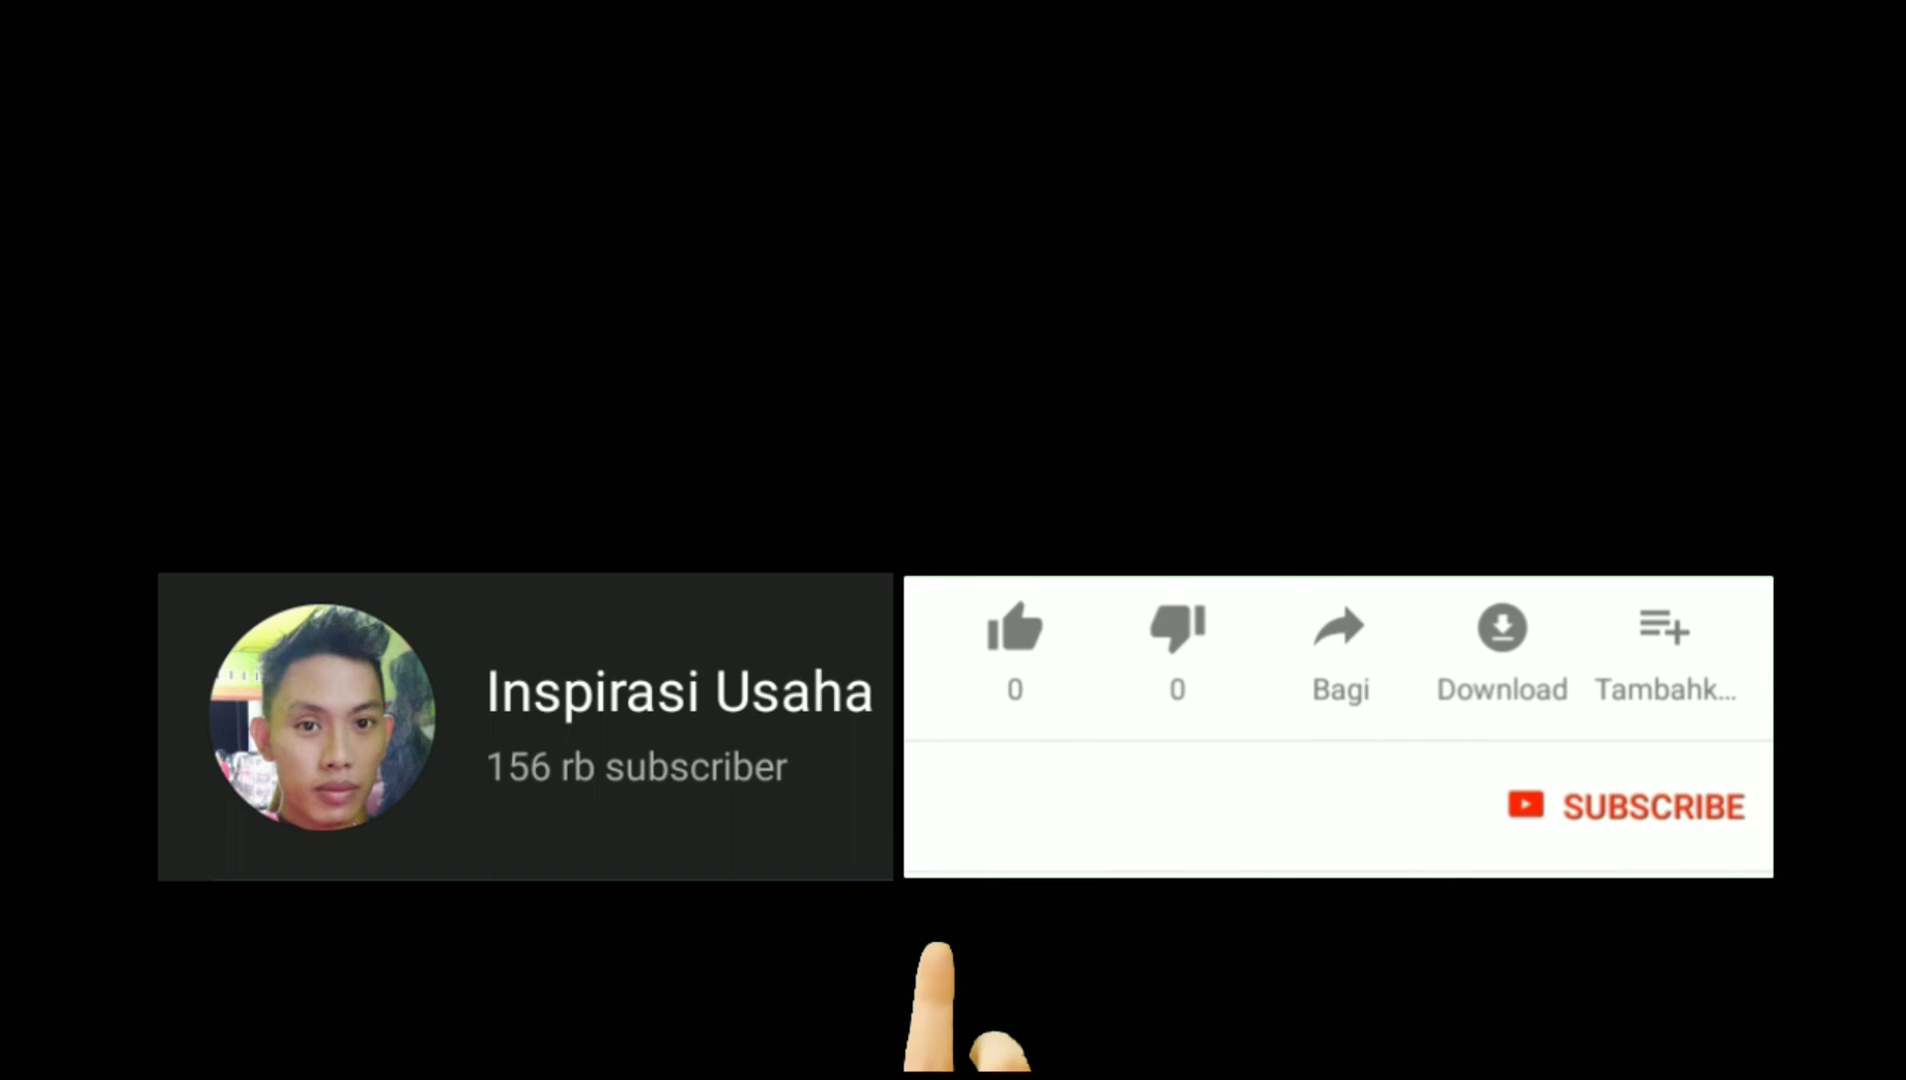 Inspirasi Usaha
156 rb subscriber
0
0
Bagi
Download
Tambahk...
SUBSCRIBE